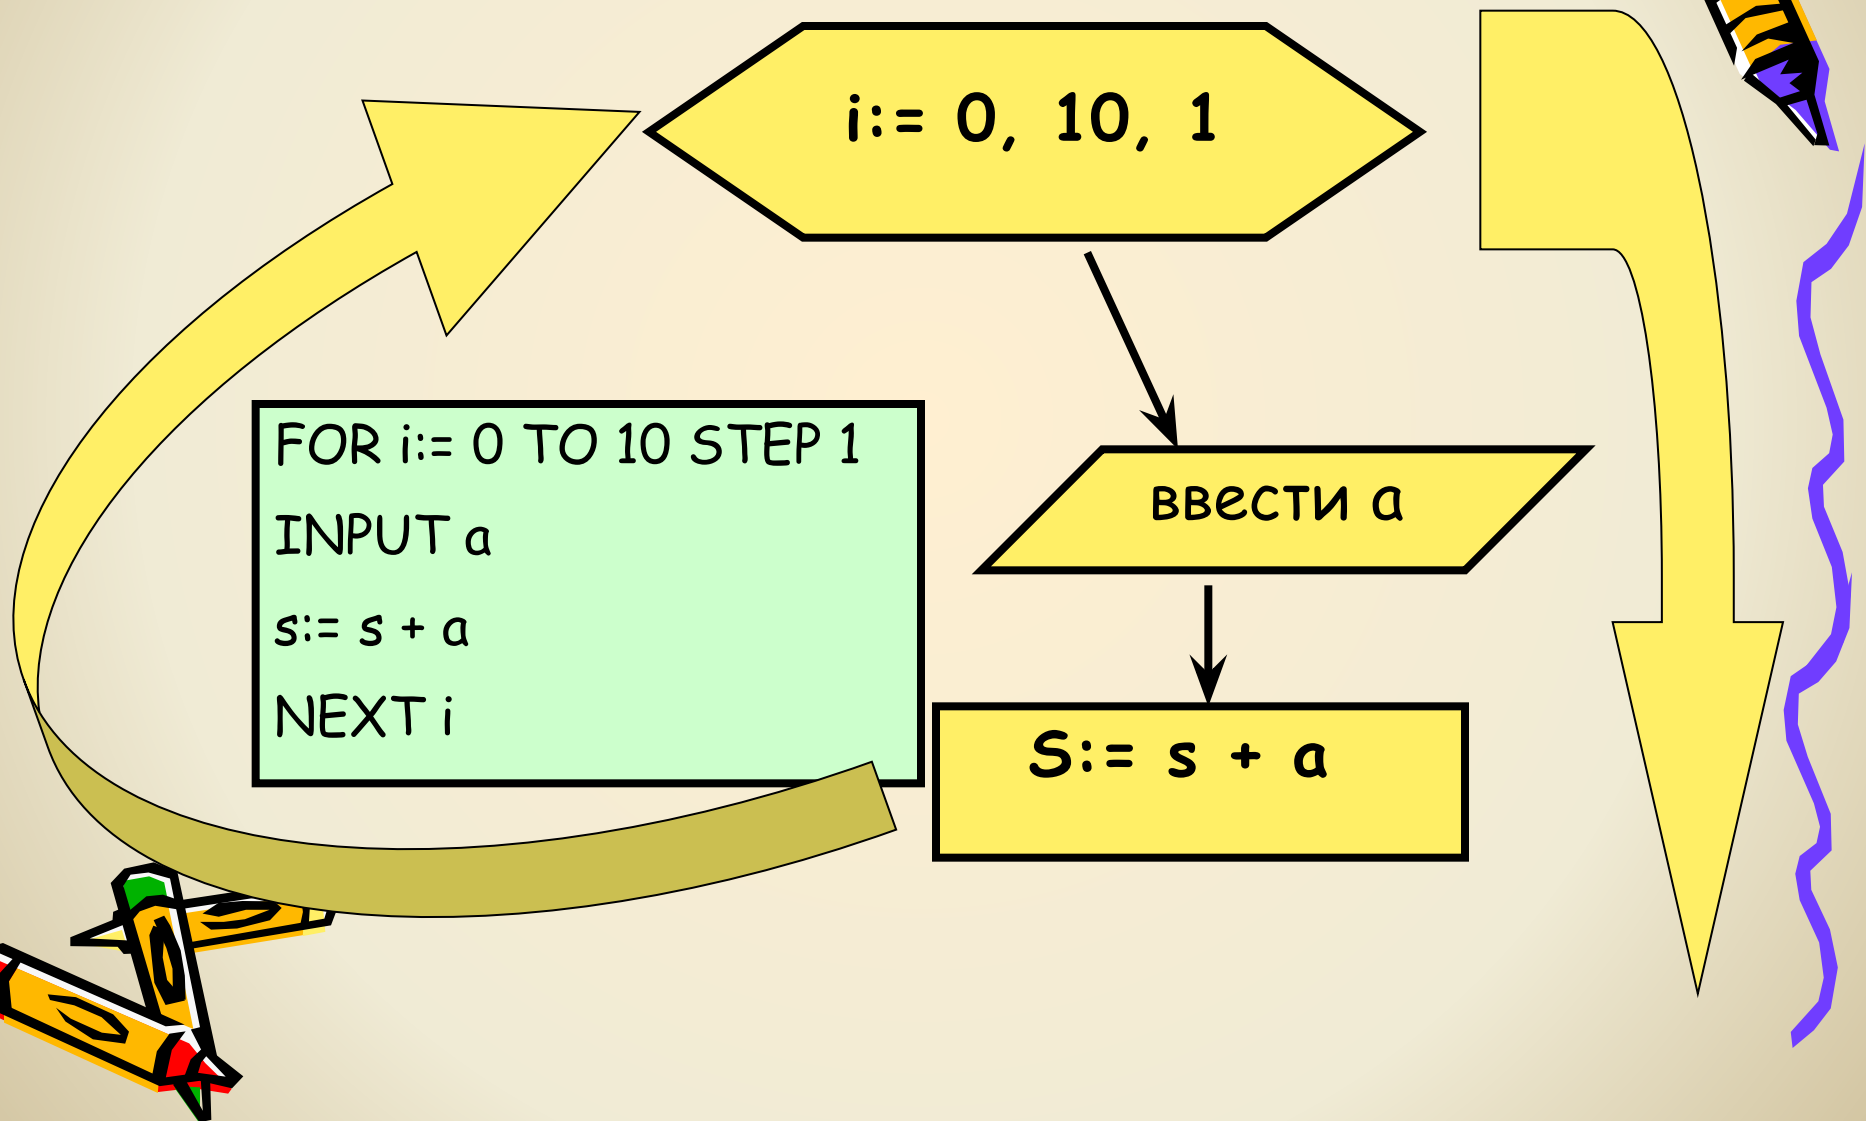 i:= 0, 10, 1
FOR i:= 0 TO 10 STEP 1
INPUT a
s:= s + a
NEXT i
ввести а
S:= s + a